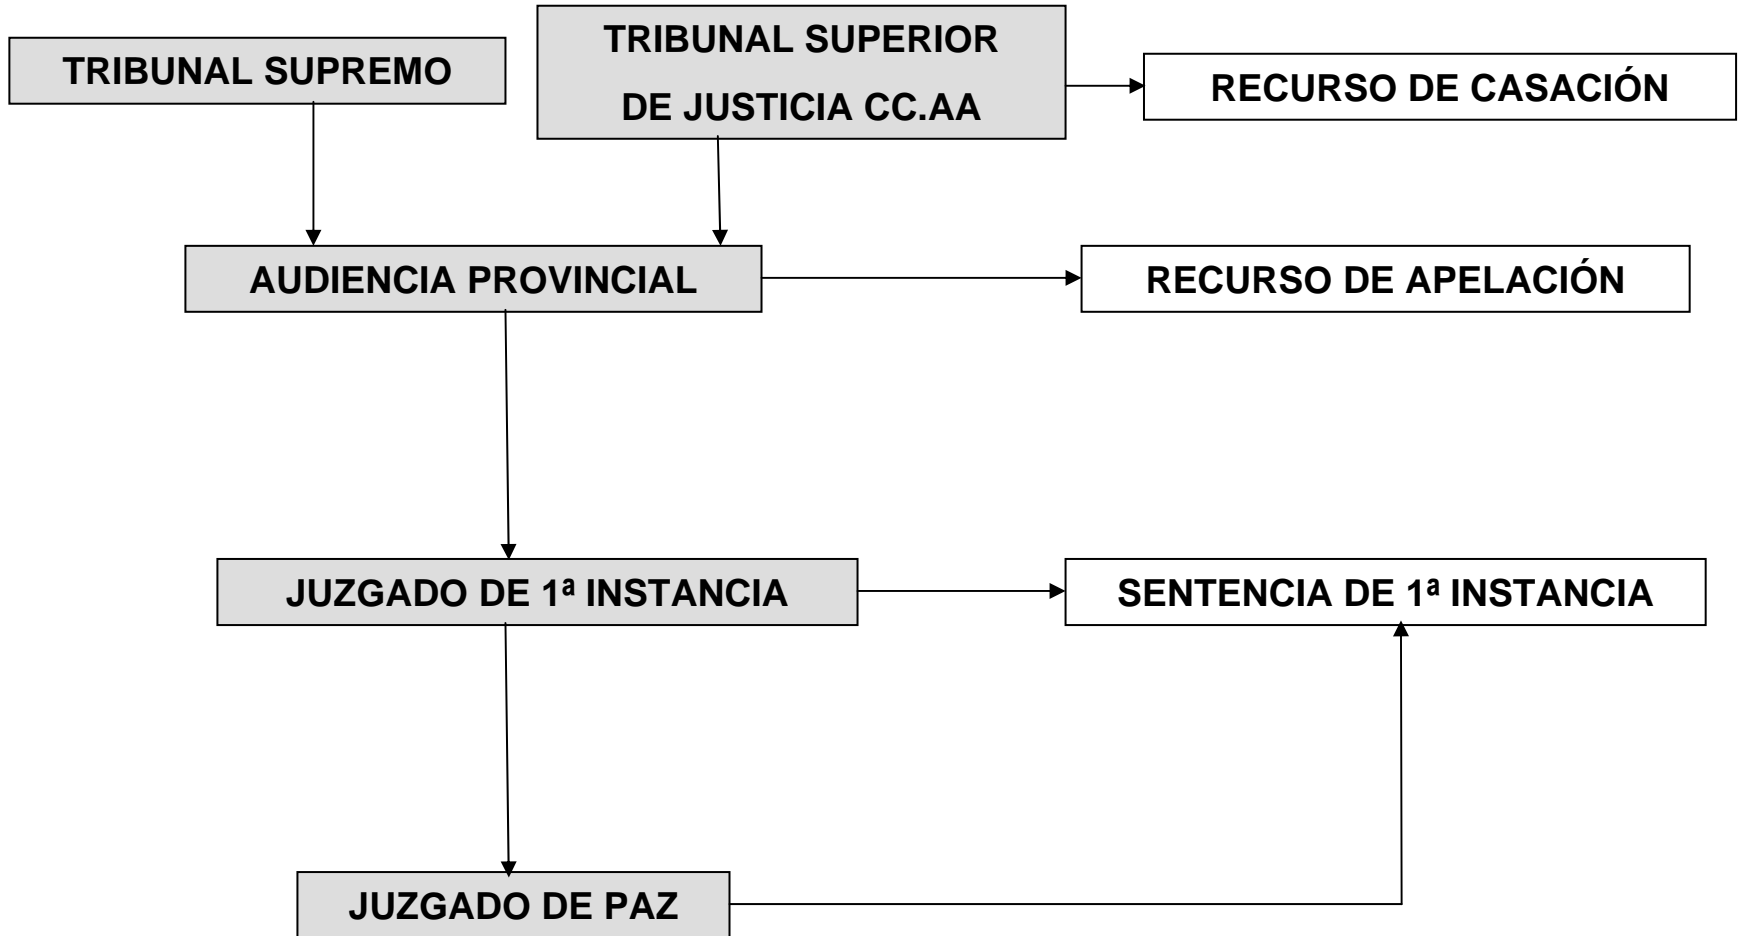 TRIBUNAL SUPREMO
TRIBUNAL SUPERIOR
DE JUSTICIA CC.AA
RECURSO DE CASACIÓN
AUDIENCIA PROVINCIAL
RECURSO DE APELACIÓN
JUZGADO DE 1ª INSTANCIA
SENTENCIA DE 1ª INSTANCIA
JUZGADO DE PAZ